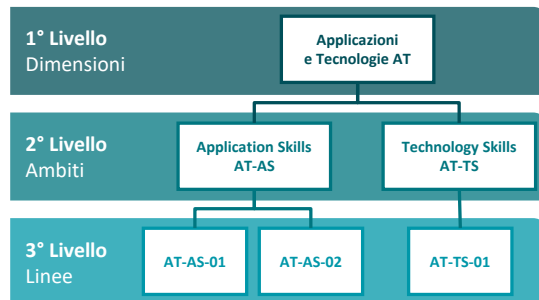 1° Livello
Dimensioni
Applicazioni
e Tecnologie AT
2° Livello
Ambiti
Application Skills
AT-AS
Technology Skills
AT-TS
3° Livello
Linee
AT-AS-01
AT-AS-02
AT-TS-01